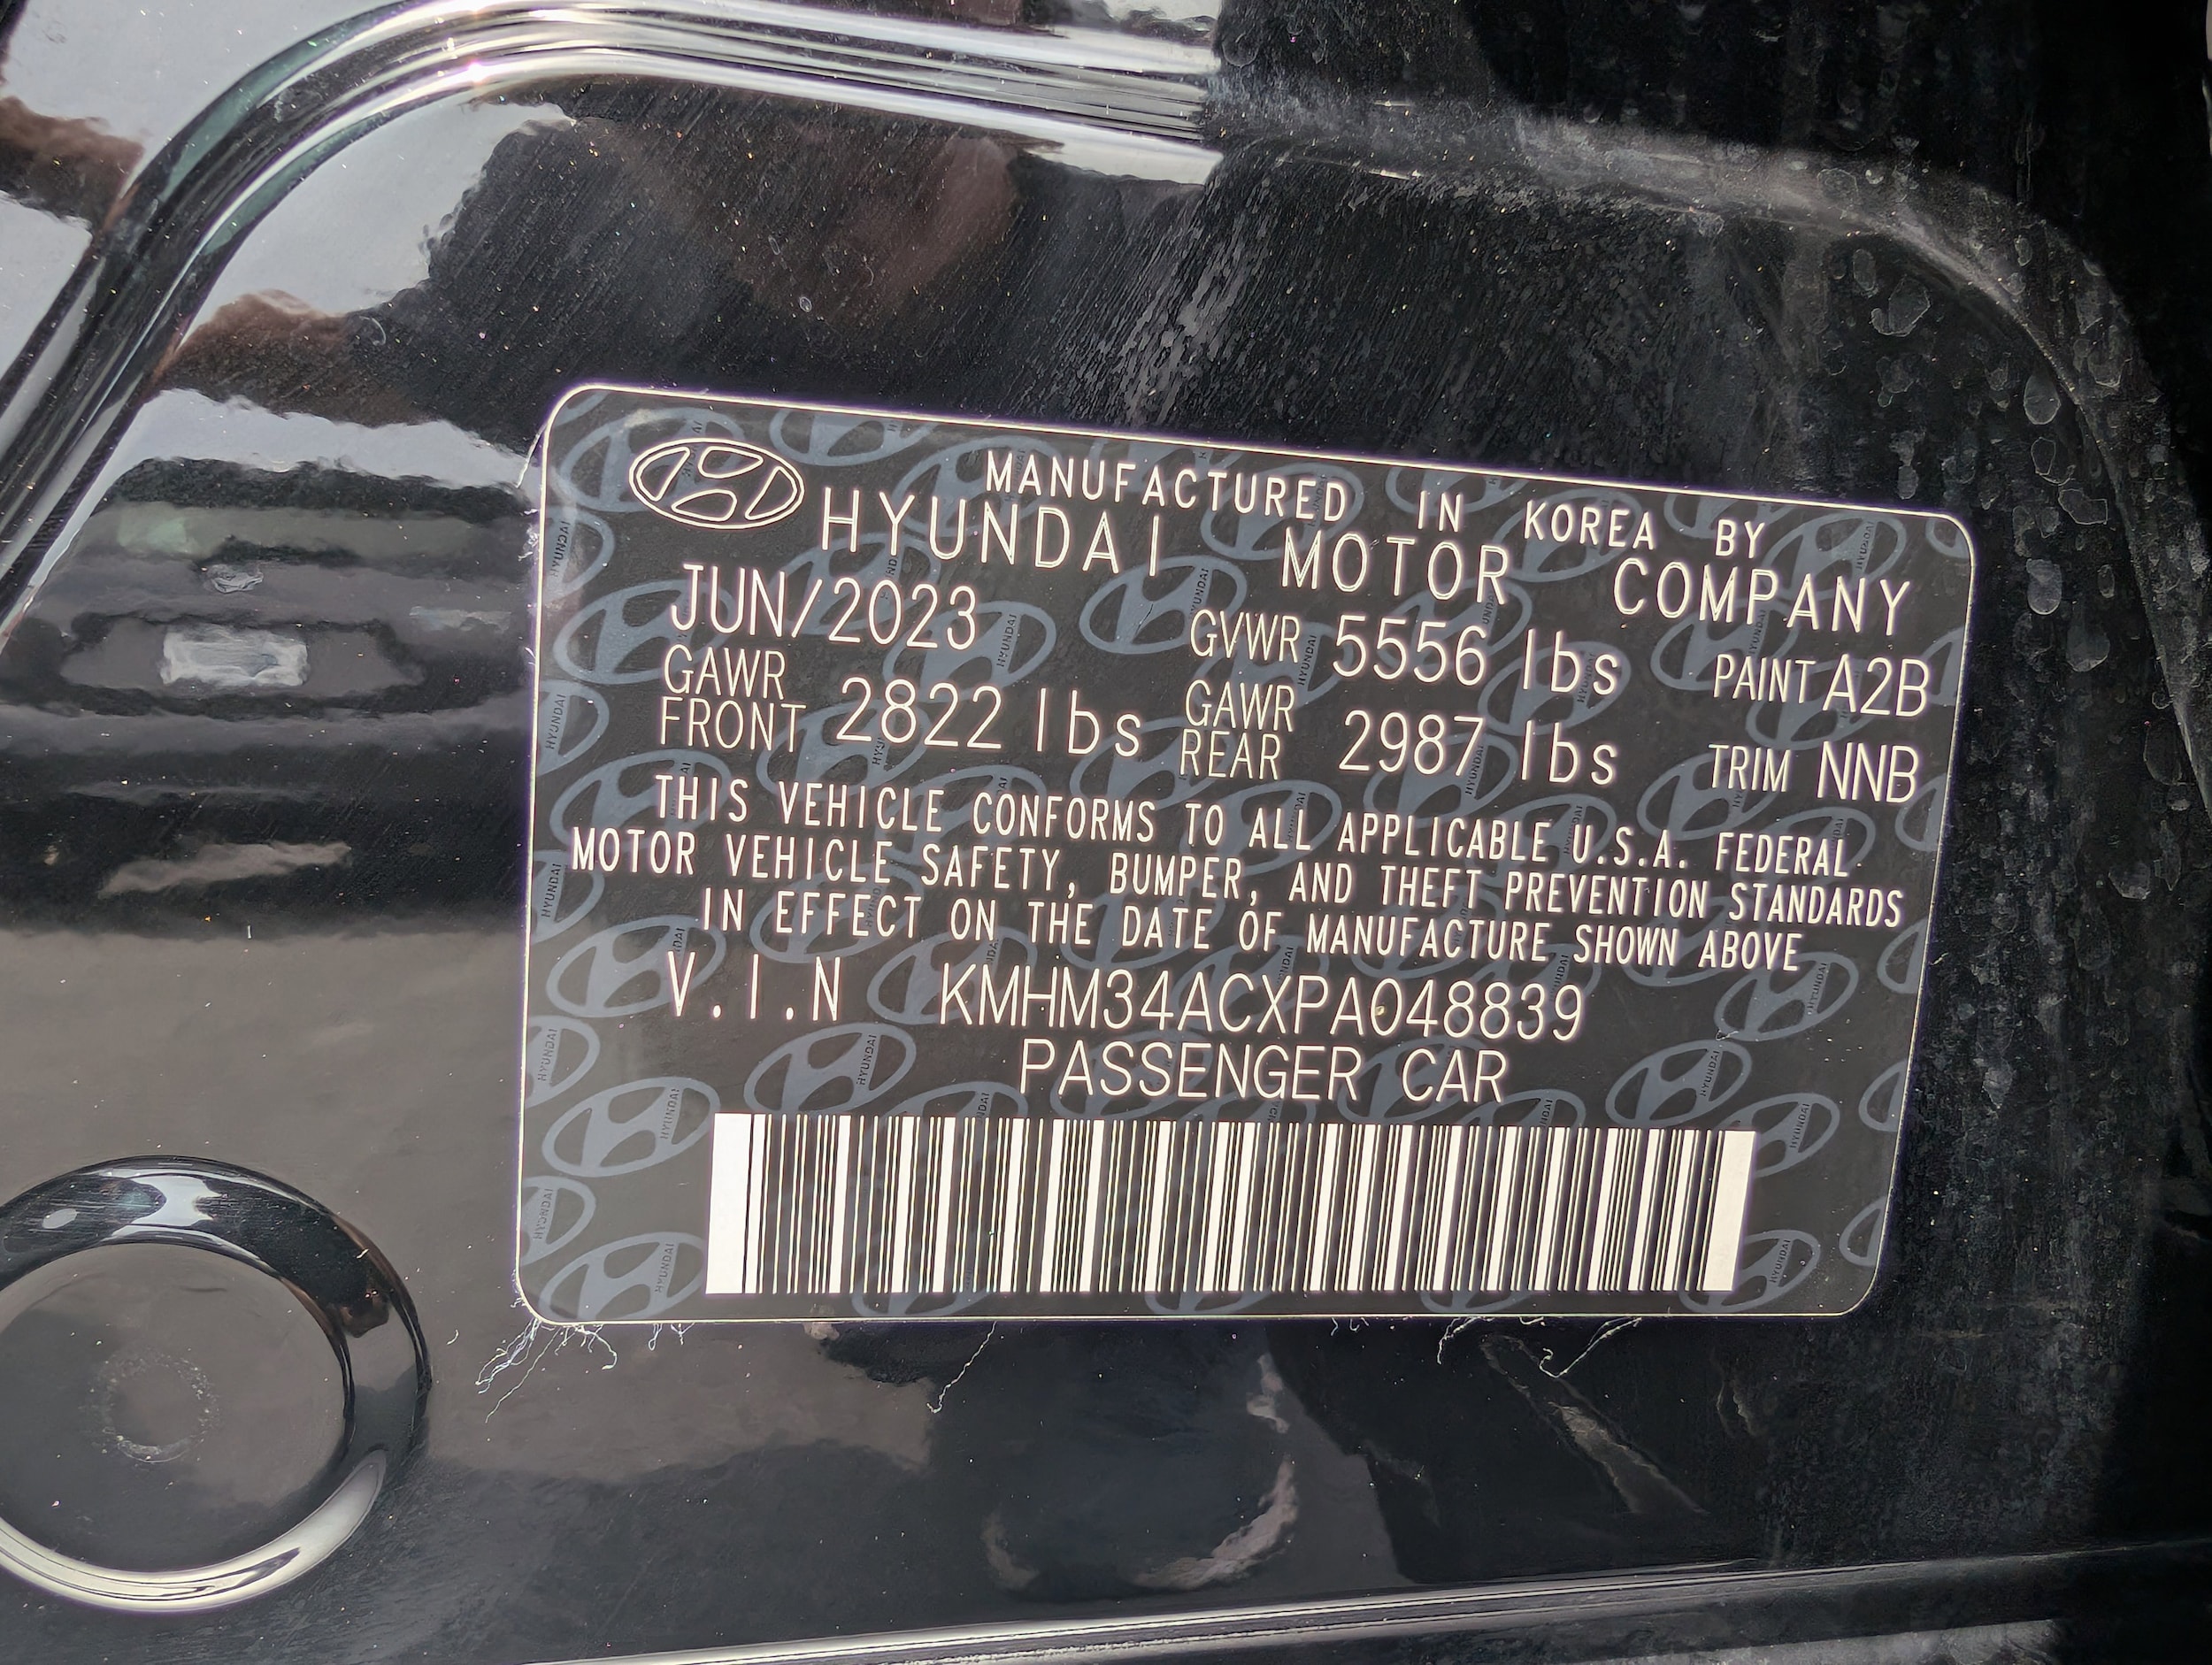 MANUFACTURED IN KOREA BY
HYUNDAI MOTOR COMPANY
JUN/2023 GVWR 5556 lbs PAINT A2B
GAWR FRONT 2822 lbs GAWR REAR 2987 lbs TRIM NNB
THIS VEHICLE CONFORMS TO ALL APPLICABLE U.S.A. FEDERAL
MOTOR VEHICLE SAFETY, BUMPER, AND THEFT PREVENTION STANDARDS
IN EFFECT ON THE DATE OF MANUFACTURE SHOWN ABOVE
V.I.N KMHM34ACXPA048839
PASSENGER CAR